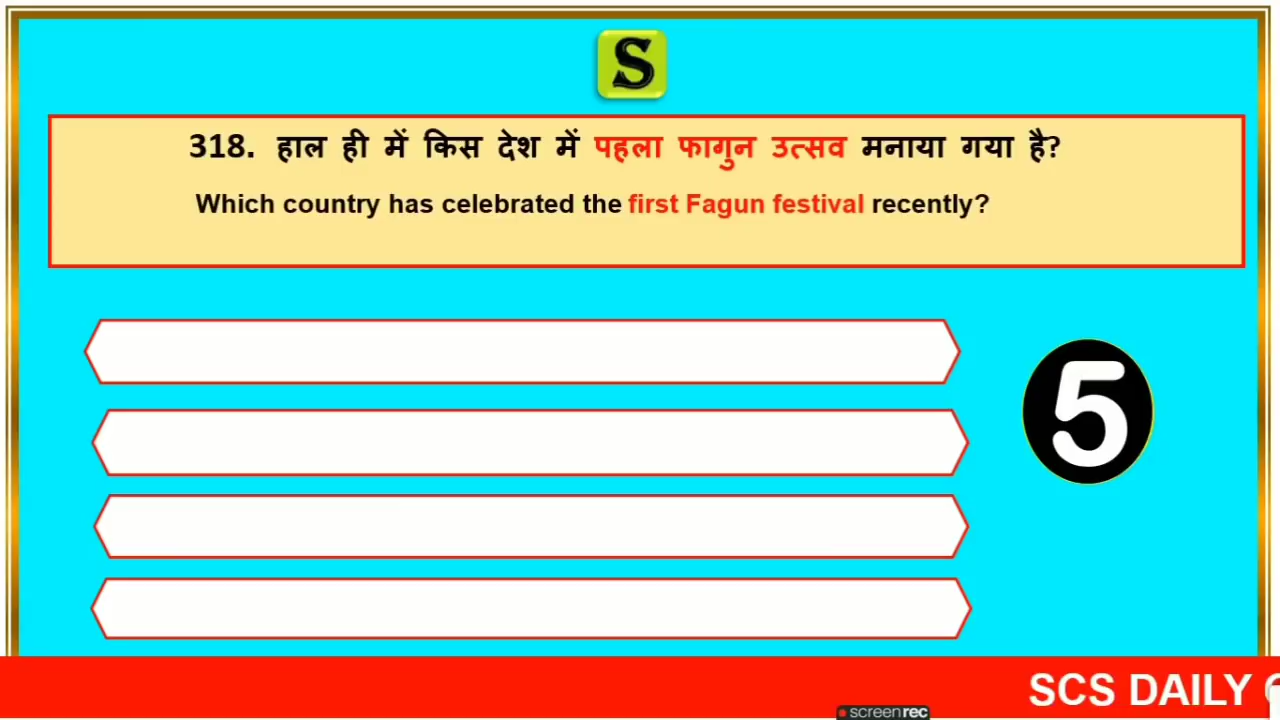 S
318. हाल ही में किस देश में पहला फागुन उत्सव मनाया गया है?
Which country has celebrated the first Fagun festival recently?
5
SCS DAILY
screenrec